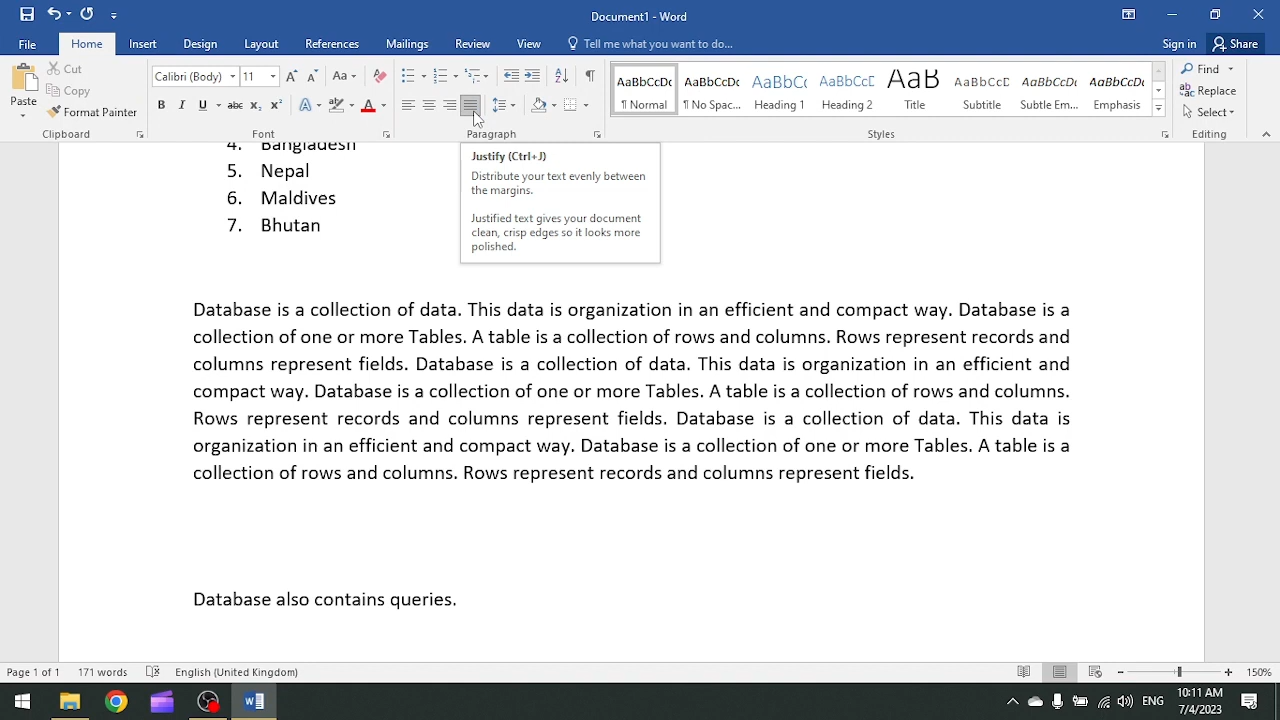 Document1 - Word
File Home Insert Design Layout References Mailings Review View Tell me what you want to do... Sign in Share
Paste
Cut
Copy
Format Painter
Clipboard
Calibri (Body) 11 Aa
B I U abc x₂ x² A A
Font
Paragraph
AaBbCcDc AaBbCcDc AaBbCc AaBbCcC AaB AaBbCcD AaBbCcDc AaBbCcDc
¶ Normal ¶ No Spac... Heading 1 Heading 2 Title Subtitle Subtle Em... Emphasis
Styles
Find
Replace
Select
Editing
4. Bangladesh
5. Nepal
6. Maldives
7. Bhutan
Justify (Ctrl+J)
Distribute your text evenly between
the margins.
Justified text gives your document
clean, crisp edges so it looks more
polished.
Database is a collection of data. This data is organization in an efficient and compact way. Database is a
collection of one or more Tables. A table is a collection of rows and columns. Rows represent records and
columns represent fields. Database is a collection of data. This data is organization in an efficient and
compact way. Database is a collection of one or more Tables. A table is a collection of rows and columns.
Rows represent records and columns represent fields. Database is a collection of data. This data is
organization in an efficient and compact way. Database is a collection of one or more Tables. A table is a
collection of rows and columns. Rows represent records and columns represent fields.
Database also contains queries.
Page 1 of 1 171 words English (United Kingdom) 150%
ENG
10:11 AM
7/4/2023